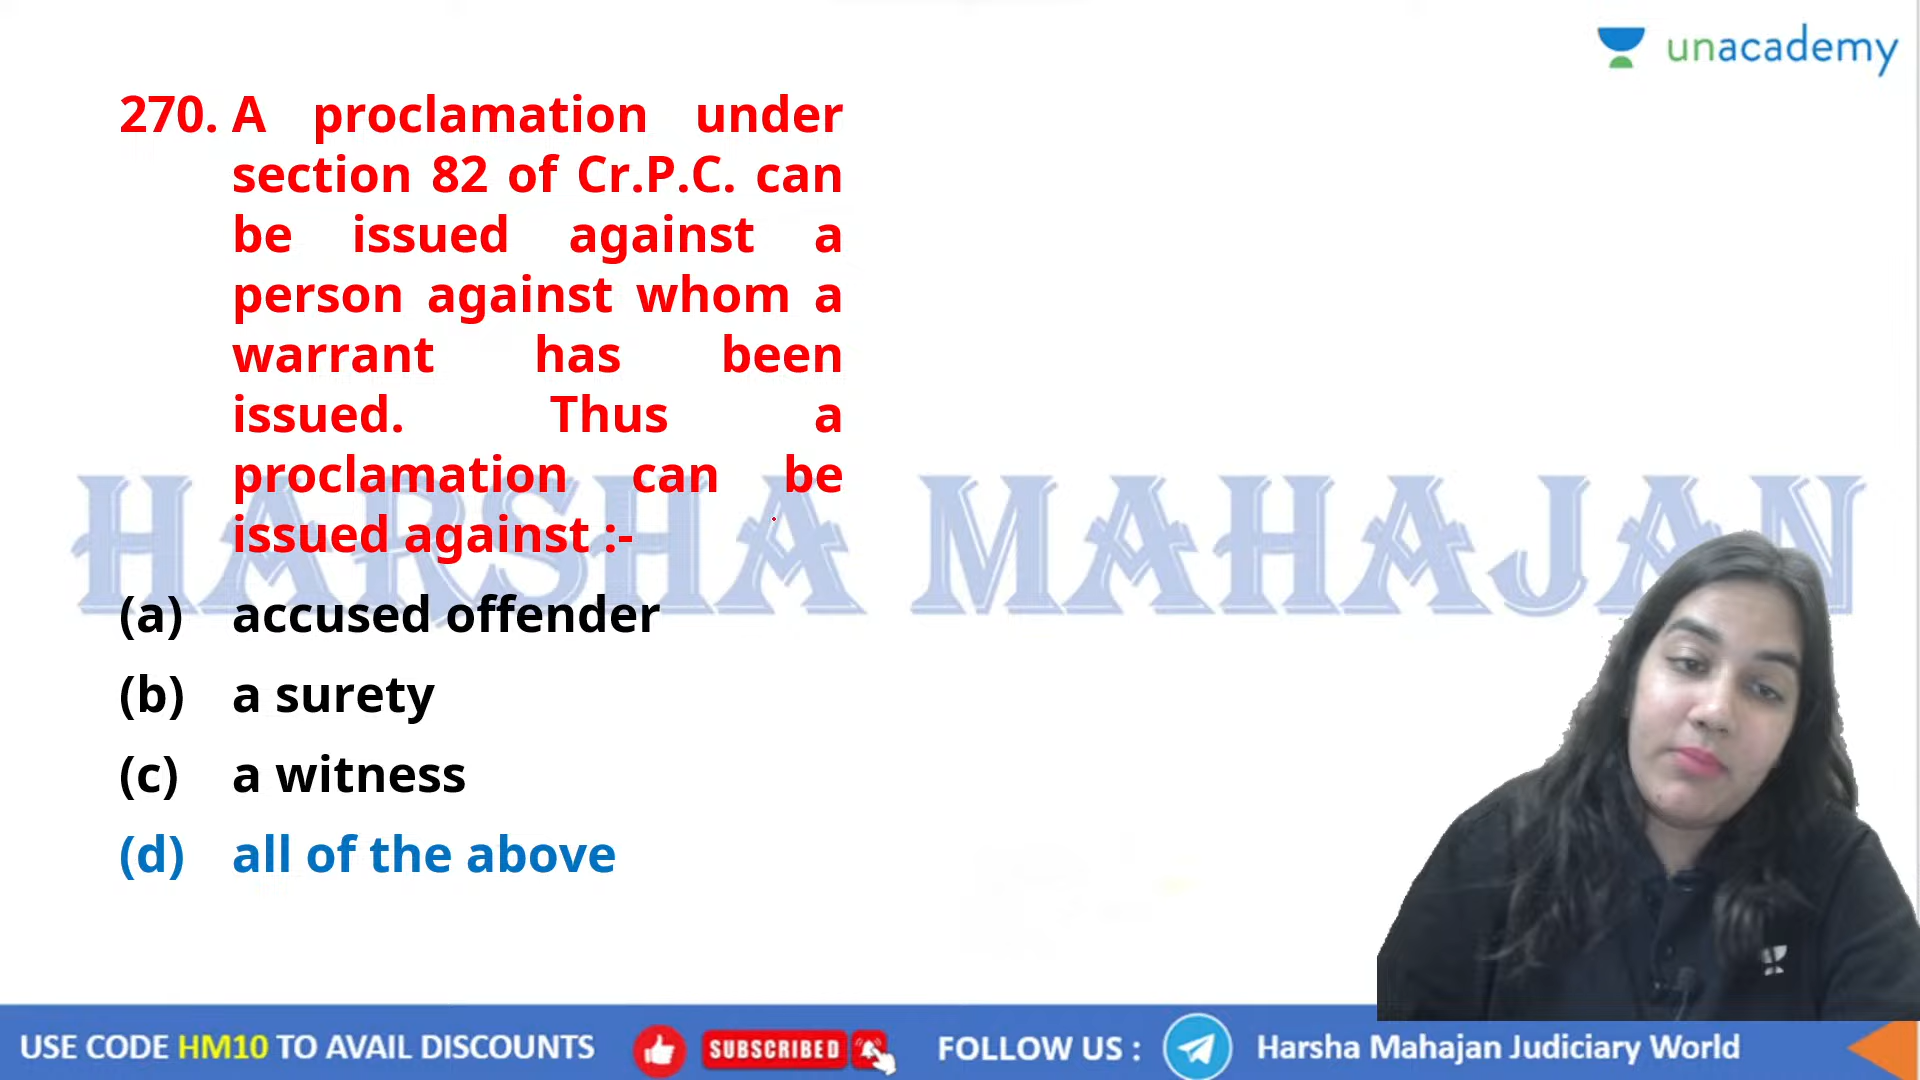 unacademy
270. A proclamation under
section 82 of Cr.P.C. can
be issued against a
person against whom a
warrant has been
issued. Thus a
proclamation can be
issued against :-
HARSHA MAHAJAN
(a) accused offender
(b) a surety
(c) a witness
(d) all of the above
USE CODE HM10 TO AVAIL DISCOUNTS SUBSCRIBED FOLLOW US : Harsha Mahajan Judiciary World